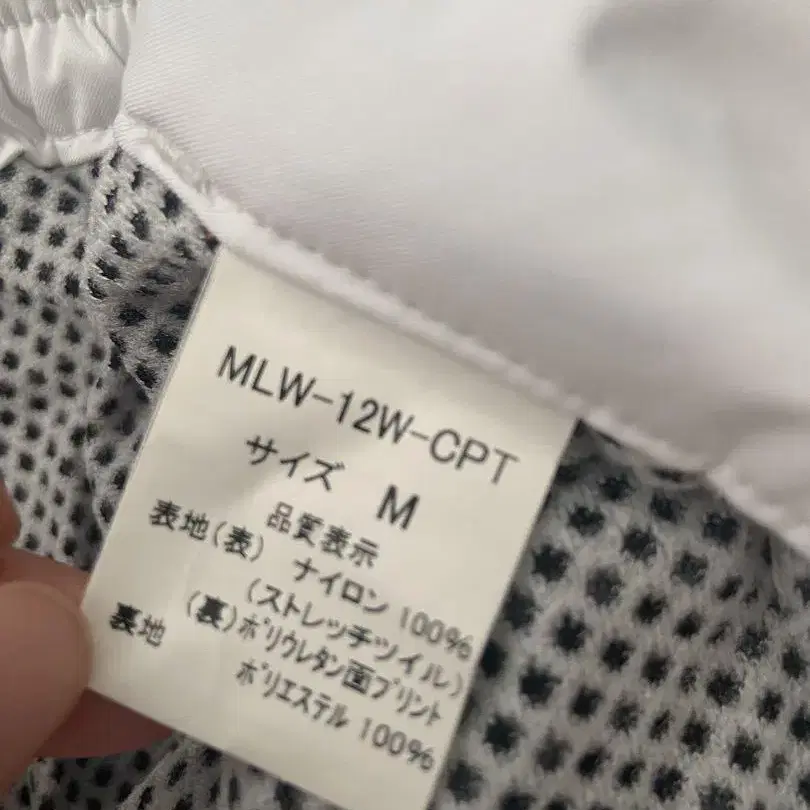 MLW-12W-CPT
サイズ M
品質表示
表地(表) ナイロン 100%
(ストレッチツイル)
(裏)ポリウレタン面プリント
裏地 ポリエステル 100%